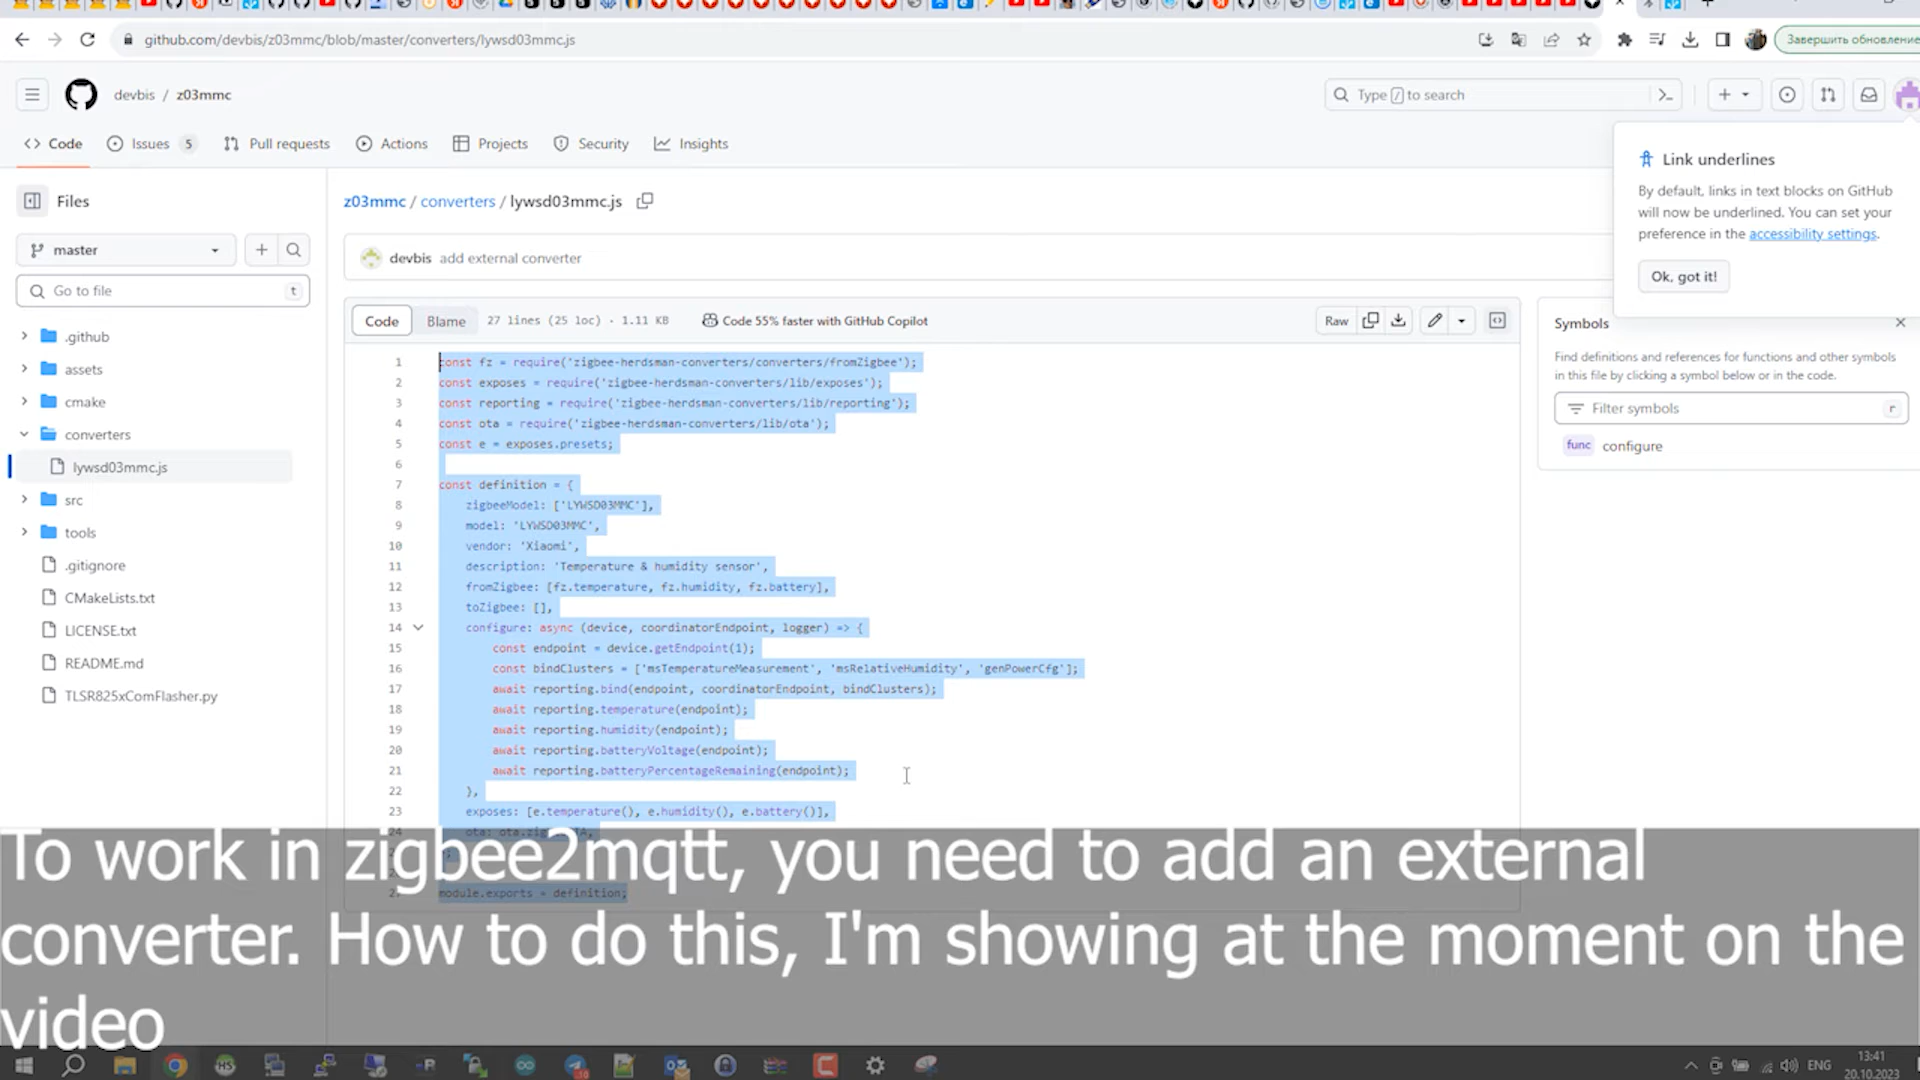 github.com/devbis/z03mmc/blob/master/converters/lywsd03mmc.js
Завершить обновление
devbis / z03mmc
Type / to search
Code
Issues 5
Pull requests
Actions
Projects
Security
Insights
Link underlines
By default, links in text blocks on GitHub
will now be underlined. You can set your
preference in the accessibility settings.
Ok, got it!
Files
master
Go to file t
.github
assets
cmake
converters
lywsd03mmc.js
src
tools
.gitignore
CMakeLists.txt
LICENSE.txt
README.md
TLSR825xComFlasher.py
z03mmc / converters / lywsd03mmc.js
devbis add external converter
Code Blame 27 lines (25 loc) · 1.11 KB Code 55% faster with GitHub Copilot Raw
1 const fz = require('zigbee-herdsman-converters/converters/fromZigbee');
2 const exposes = require('zigbee-herdsman-converters/lib/exposes');
3 const reporting = require('zigbee-herdsman-converters/lib/reporting');
4 const ota = require('zigbee-herdsman-converters/lib/ota');
5 const e = exposes.presets;
6
7 const definition = {
8 zigbeeModel: ['LYWSD03MMC'],
9 model: 'LYWSD03MMC',
10 vendor: 'Xiaomi',
11 description: 'Temperature & humidity sensor',
12 fromZigbee: [fz.temperature, fz.humidity, fz.battery],
13 toZigbee: [],
14 configure: async (device, coordinatorEndpoint, logger) => {
15 const endpoint = device.getEndpoint(1);
16 const bindClusters = ['msTemperatureMeasurement', 'msRelativeHumidity', 'genPowerCfg'];
17 await reporting.bind(endpoint, coordinatorEndpoint, bindClusters);
18 await reporting.temperature(endpoint);
19 await reporting.humidity(endpoint);
20 await reporting.batteryVoltage(endpoint);
21 await reporting.batteryPercentageRemaining(endpoint);
22 },
23 exposes: [e.temperature(), e.humidity(), e.battery()],
24 ota:
module.exports = definition;
Symbols
Find definitions and references for functions and other symbols
in this file by clicking a symbol below or in the code.
Filter symbols r
func configure
To work in zigbee2mqtt, you need to add an external
converter. How to do this, I'm showing at the moment on the
video
ENG
13:41
20.10.2023